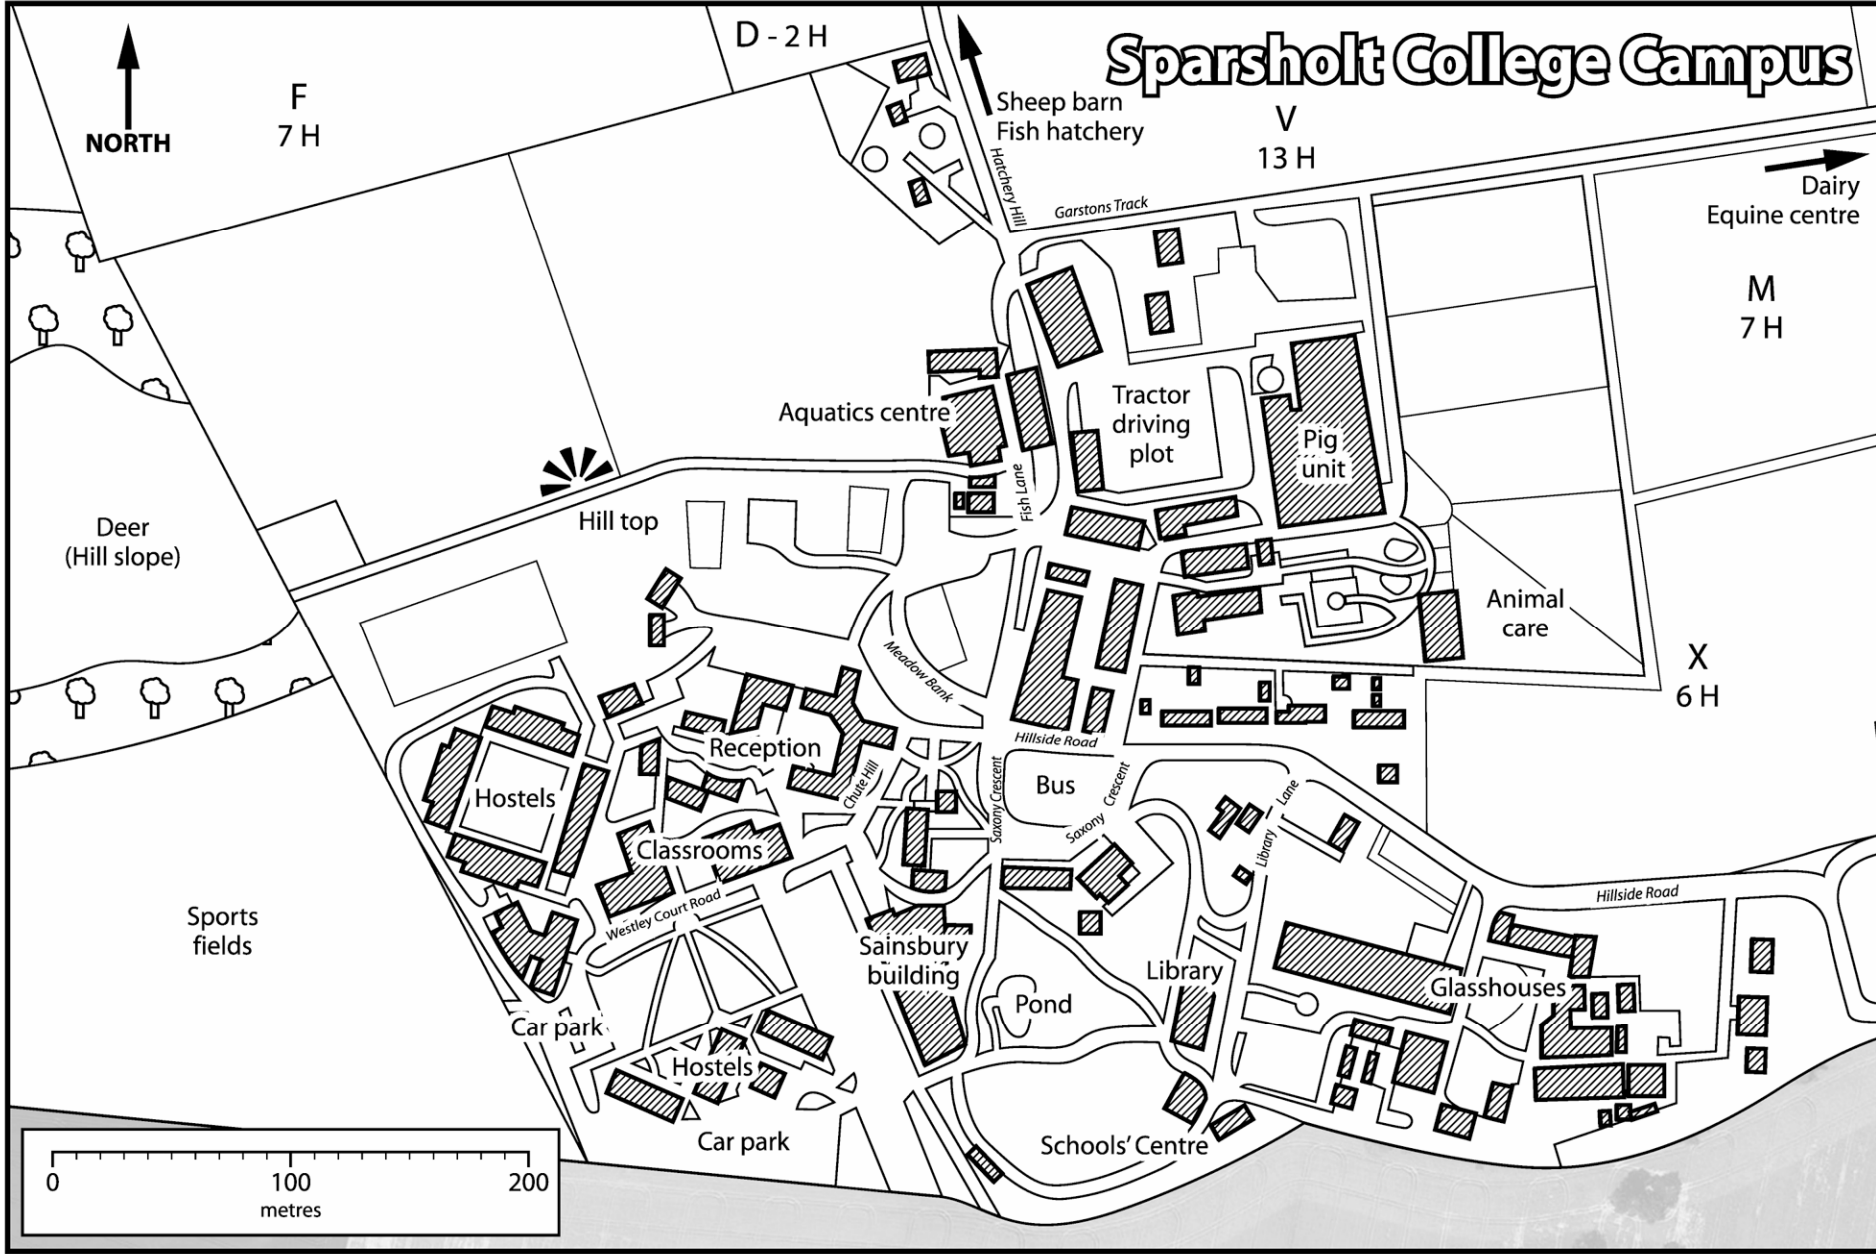 Sparsholt College Campus
D - 2 H
F
7 H
NORTH
Sheep barn
Fish hatchery
V
13 H
Dairy
Equine centre
Hatchery Hill
Garstons Track
M
7 H
Aquatics centre
Tractor
driving
plot
Pig
unit
Fish Lane
Hill top
Deer
(Hill slope)
Animal
care
X
6 H
Meadow Bank
Reception
Hillside Road
Hostels
Chute Hill
Saxony Crescent
Bus
Saxony Crescent
Library Lane
Classrooms
Westley Court Road
Hillside Road
Sports
fields
Sainsbury
building
Library
Glasshouses
Pond
Car park
Hostels
Car park
Schools' Centre
0 100 200
metres